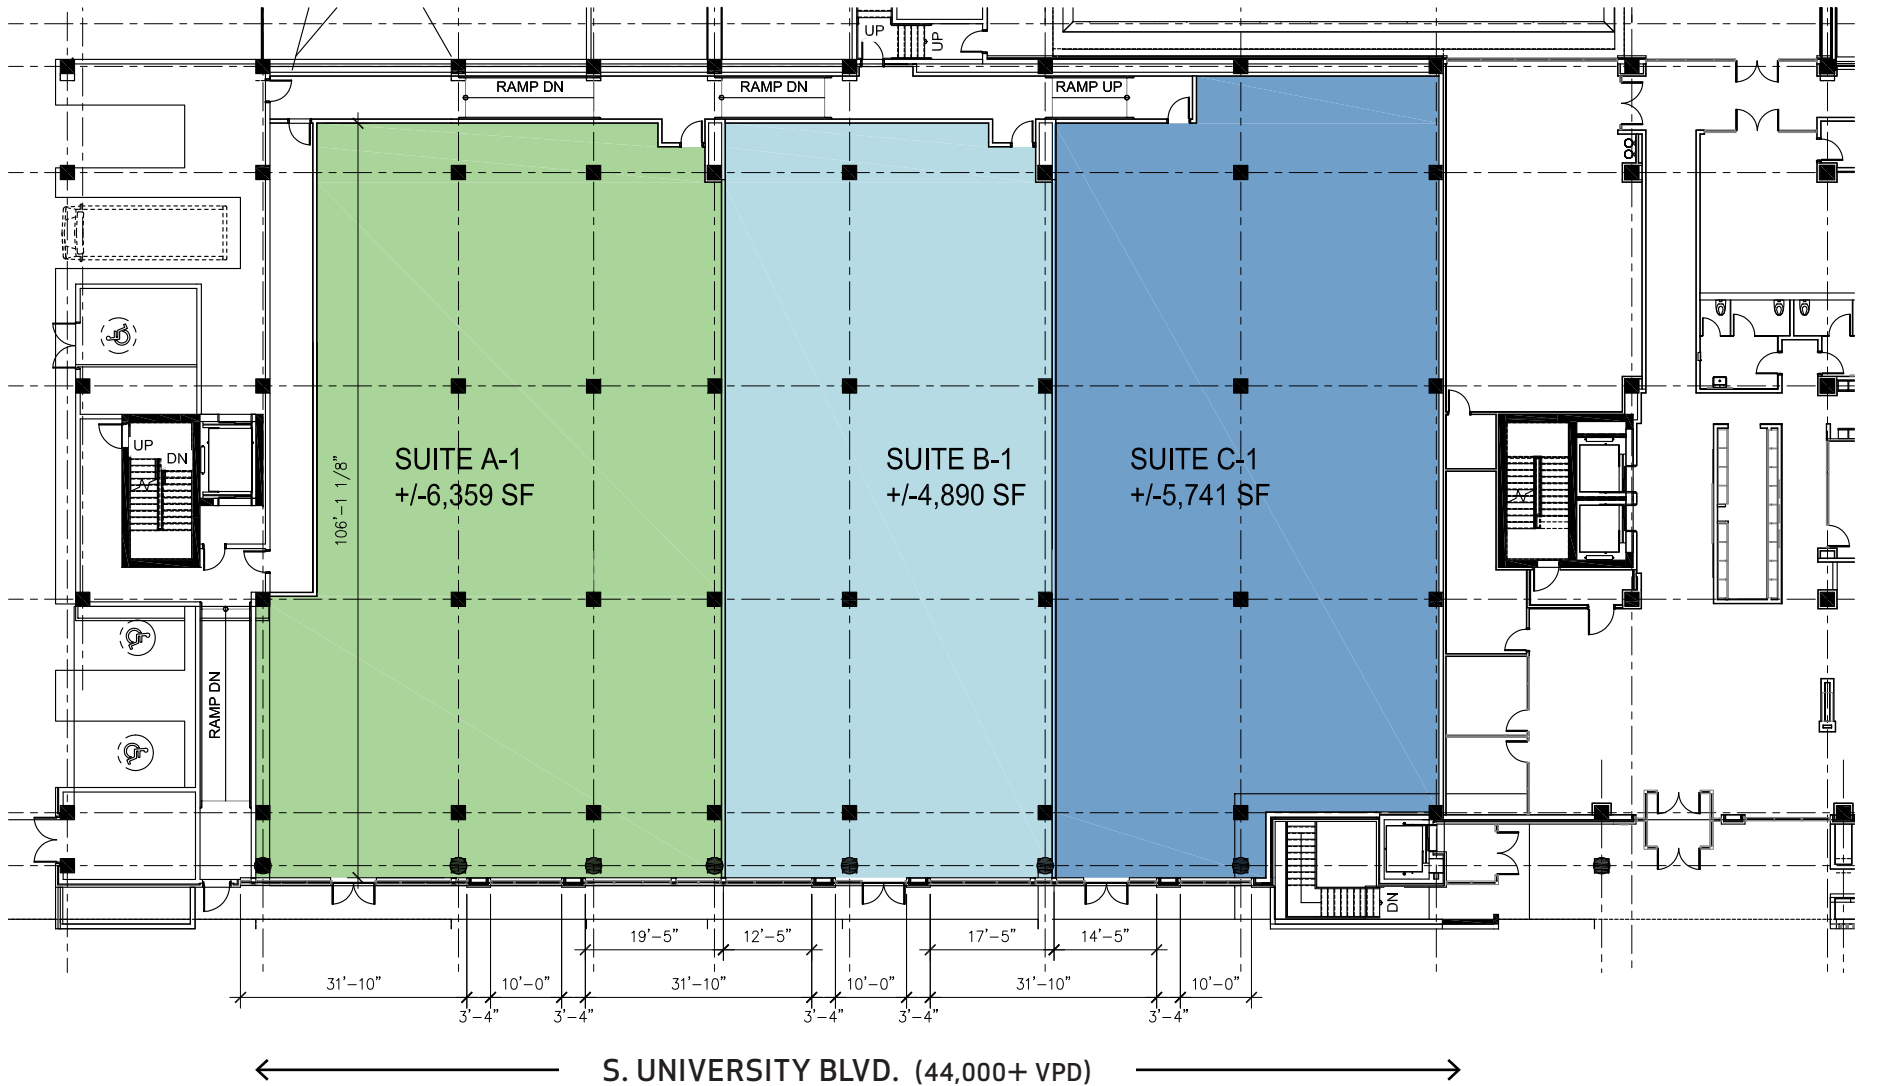 UP
UP
RAMP DN
RAMP DN
RAMP UP
SUITE A-1
+/-6,359 SF
SUITE B-1
+/-4,890 SF
SUITE C-1
+/-5,741 SF
106'-1 1/8"
UP
DN
RAMP DN
DN
19'-5"
12'-5"
17'-5"
14'-5"
31'-10"
10'-0"
31'-10"
10'-0"
31'-10"
10'-0"
3'-4"
3'-4"
3'-4"
3'-4"
3'-4"
S. UNIVERSITY BLVD. (44,000+ VPD)